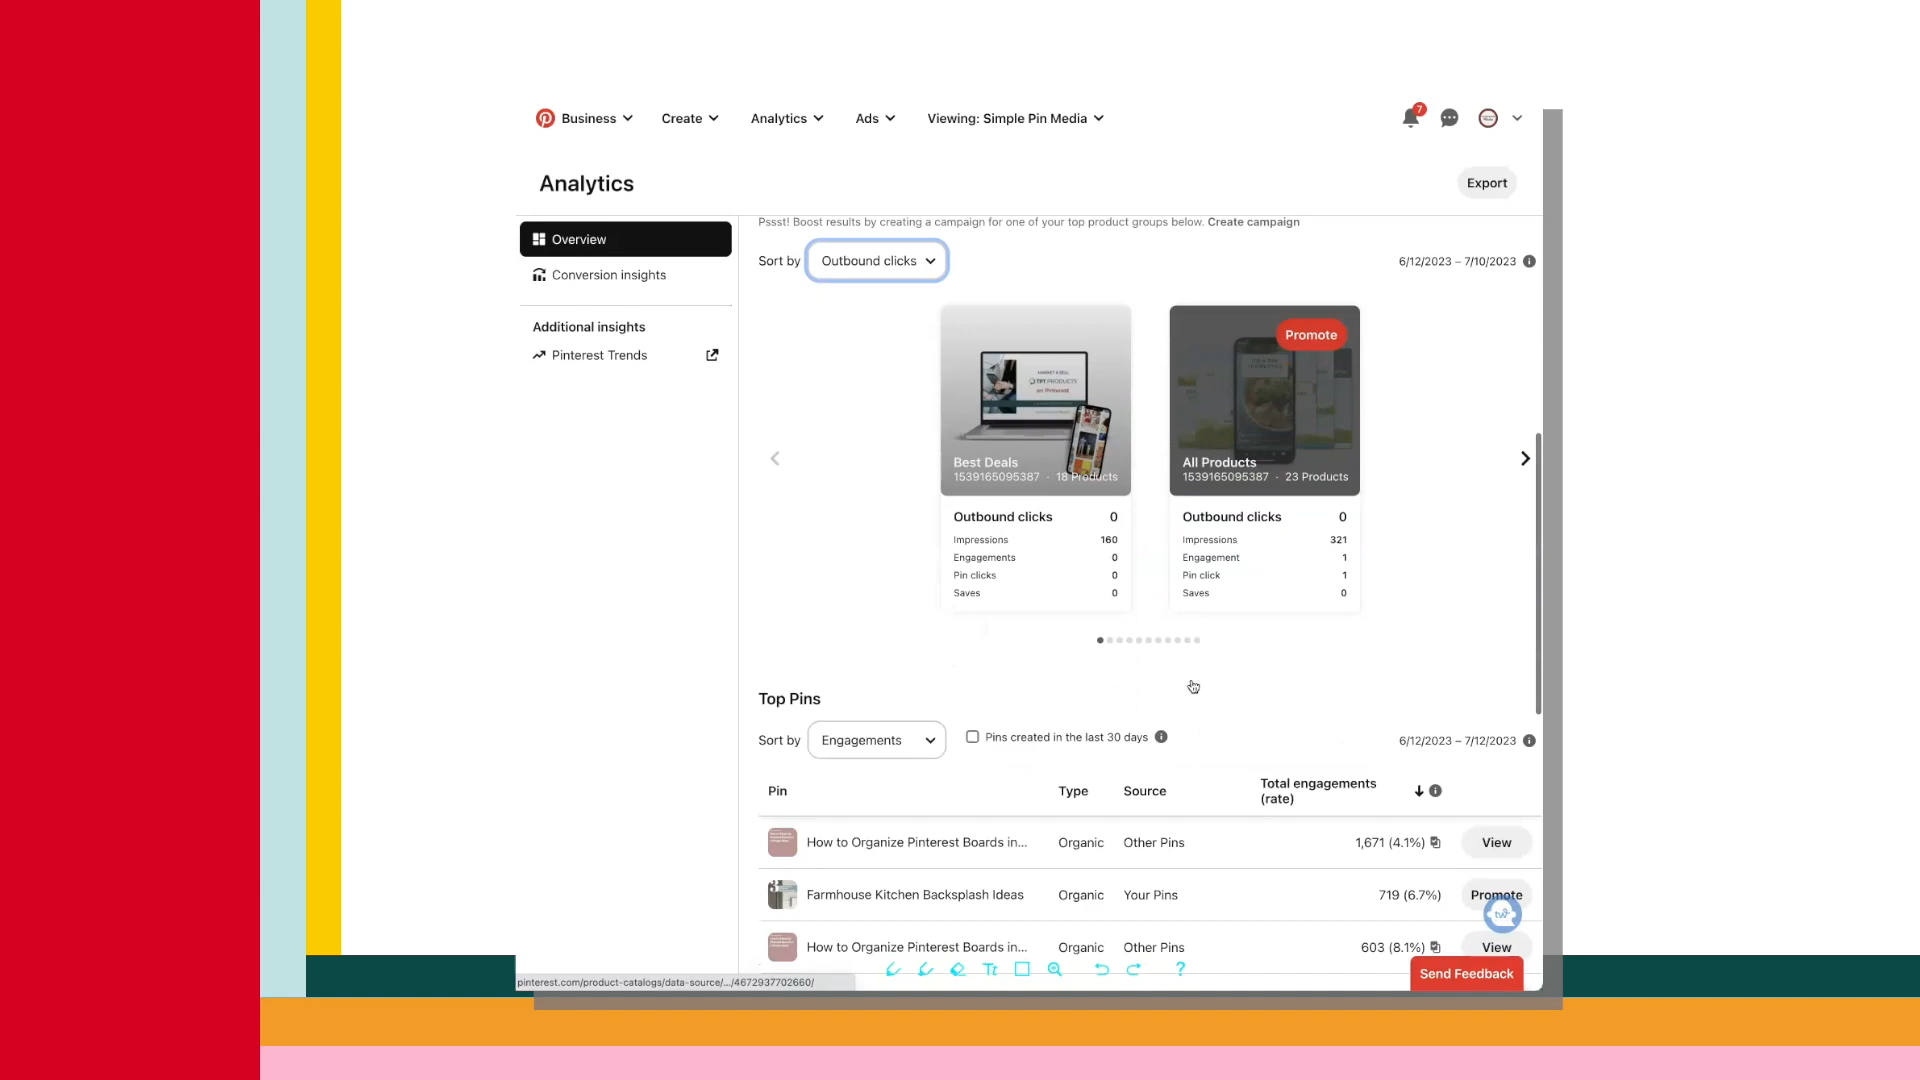 Business
Create
Analytics
Ads
Viewing: Simple Pin Media
7
Analytics
Export
Overview
Conversion insights
Additional insights
Pinterest Trends
Pssst! Boost results by creating a campaign for one of your top product groups below. Create campaign
Sort by
Outbound clicks
6/12/2023 – 7/10/2023
MARKET & SELL
TPT PRODUCTS
on Pinterest
Best Deals
1539165095387 · 18 Products
Outbound clicks 0
Impressions 160
Engagements 0
Pin clicks 0
Saves 0
Promote
All Products
1539165095387 · 23 Products
Outbound clicks 0
Impressions 321
Engagement 1
Pin click 1
Saves 0
Top Pins
Sort by
Engagements
Pins created in the last 30 days
6/12/2023 – 7/12/2023
Pin
Type
Source
Total engagements
(rate)
How to Organize Pinterest Boards in... Organic Other Pins 1,671 (4.1%) View
Farmhouse Kitchen Backsplash Ideas Organic Your Pins 719 (6.7%) Promote
How to Organize Pinterest Boards in... Organic Other Pins 603 (8.1%) View
Tt
?
Send Feedback
pinterest.com/product-catalogs/data-source/.../4672937702660/